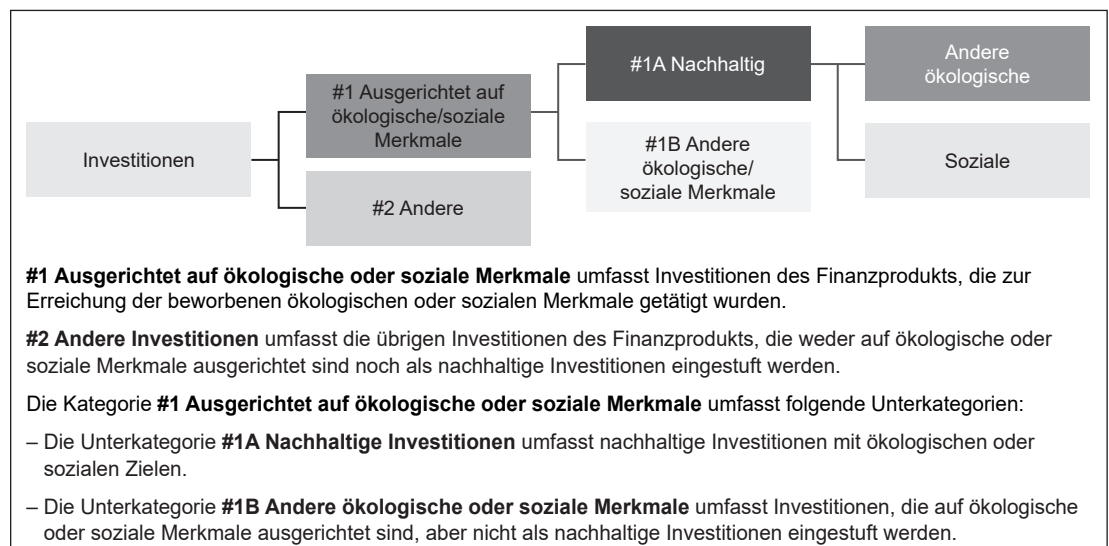 Investitionen
#1 Ausgerichtet auf
ökologische/soziale
Merkmale
#2 Andere
#1A Nachhaltig
#1B Andere
ökologische/
soziale Merkmale
Andere
ökologische
Soziale
#1 Ausgerichtet auf ökologische oder soziale Merkmale umfasst Investitionen des Finanzprodukts, die zur
Erreichung der beworbenen ökologischen oder sozialen Merkmale getätigt wurden.
#2 Andere Investitionen umfasst die übrigen Investitionen des Finanzprodukts, die weder auf ökologische oder
soziale Merkmale ausgerichtet sind noch als nachhaltige Investitionen eingestuft werden.
Die Kategorie #1 Ausgerichtet auf ökologische oder soziale Merkmale umfasst folgende Unterkategorien:
– Die Unterkategorie #1A Nachhaltige Investitionen umfasst nachhaltige Investitionen mit ökologischen oder
sozialen Zielen.
– Die Unterkategorie #1B Andere ökologische oder soziale Merkmale umfasst Investitionen, die auf ökologische
oder soziale Merkmale ausgerichtet sind, aber nicht als nachhaltige Investitionen eingestuft werden.